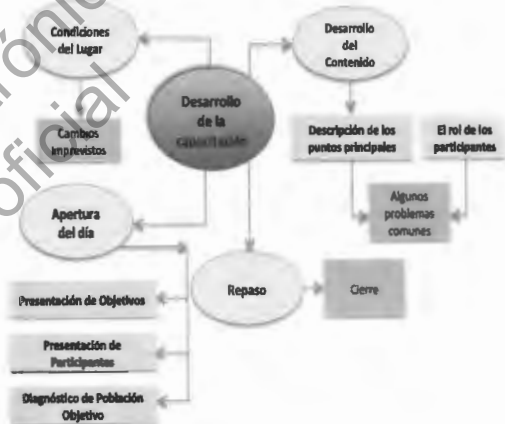 Condiciones
del Lugar
Cambios
Imprevistos
Desarrollo
de la
capacitación
Desarrollo
del
Contenido
Descripción de los
puntos principales
El rol de los
participantes
Algunos
problemas
comunes
Apertura
del día
Presentación de Objetivos
Presentación de
Participantes
Diagnóstico de Población
Objetivo
Repaso
Cierre
oficial